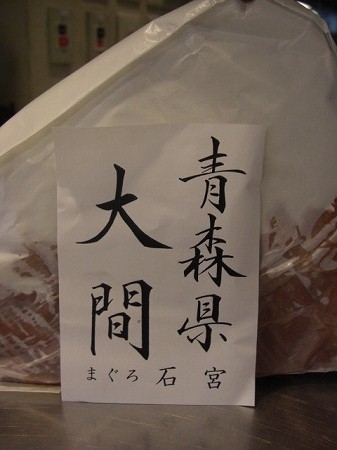 青森県
大間
まぐろ 石宮